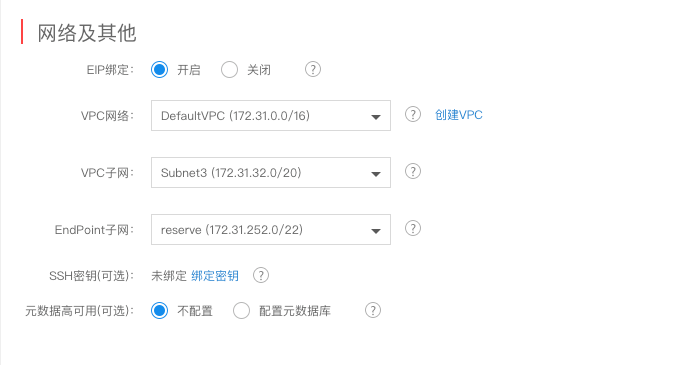 网络及其他
EIP绑定： 开启 关闭 ?
VPC网络： DefaultVPC (172.31.0.0/16) ? 创建VPC
VPC子网： Subnet3 (172.31.32.0/20) ?
EndPoint子网： reserve (172.31.252.0/22) ?
SSH密钥(可选)： 未绑定 绑定密钥 ?
元数据高可用(可选)： 不配置 配置元数据库 ?